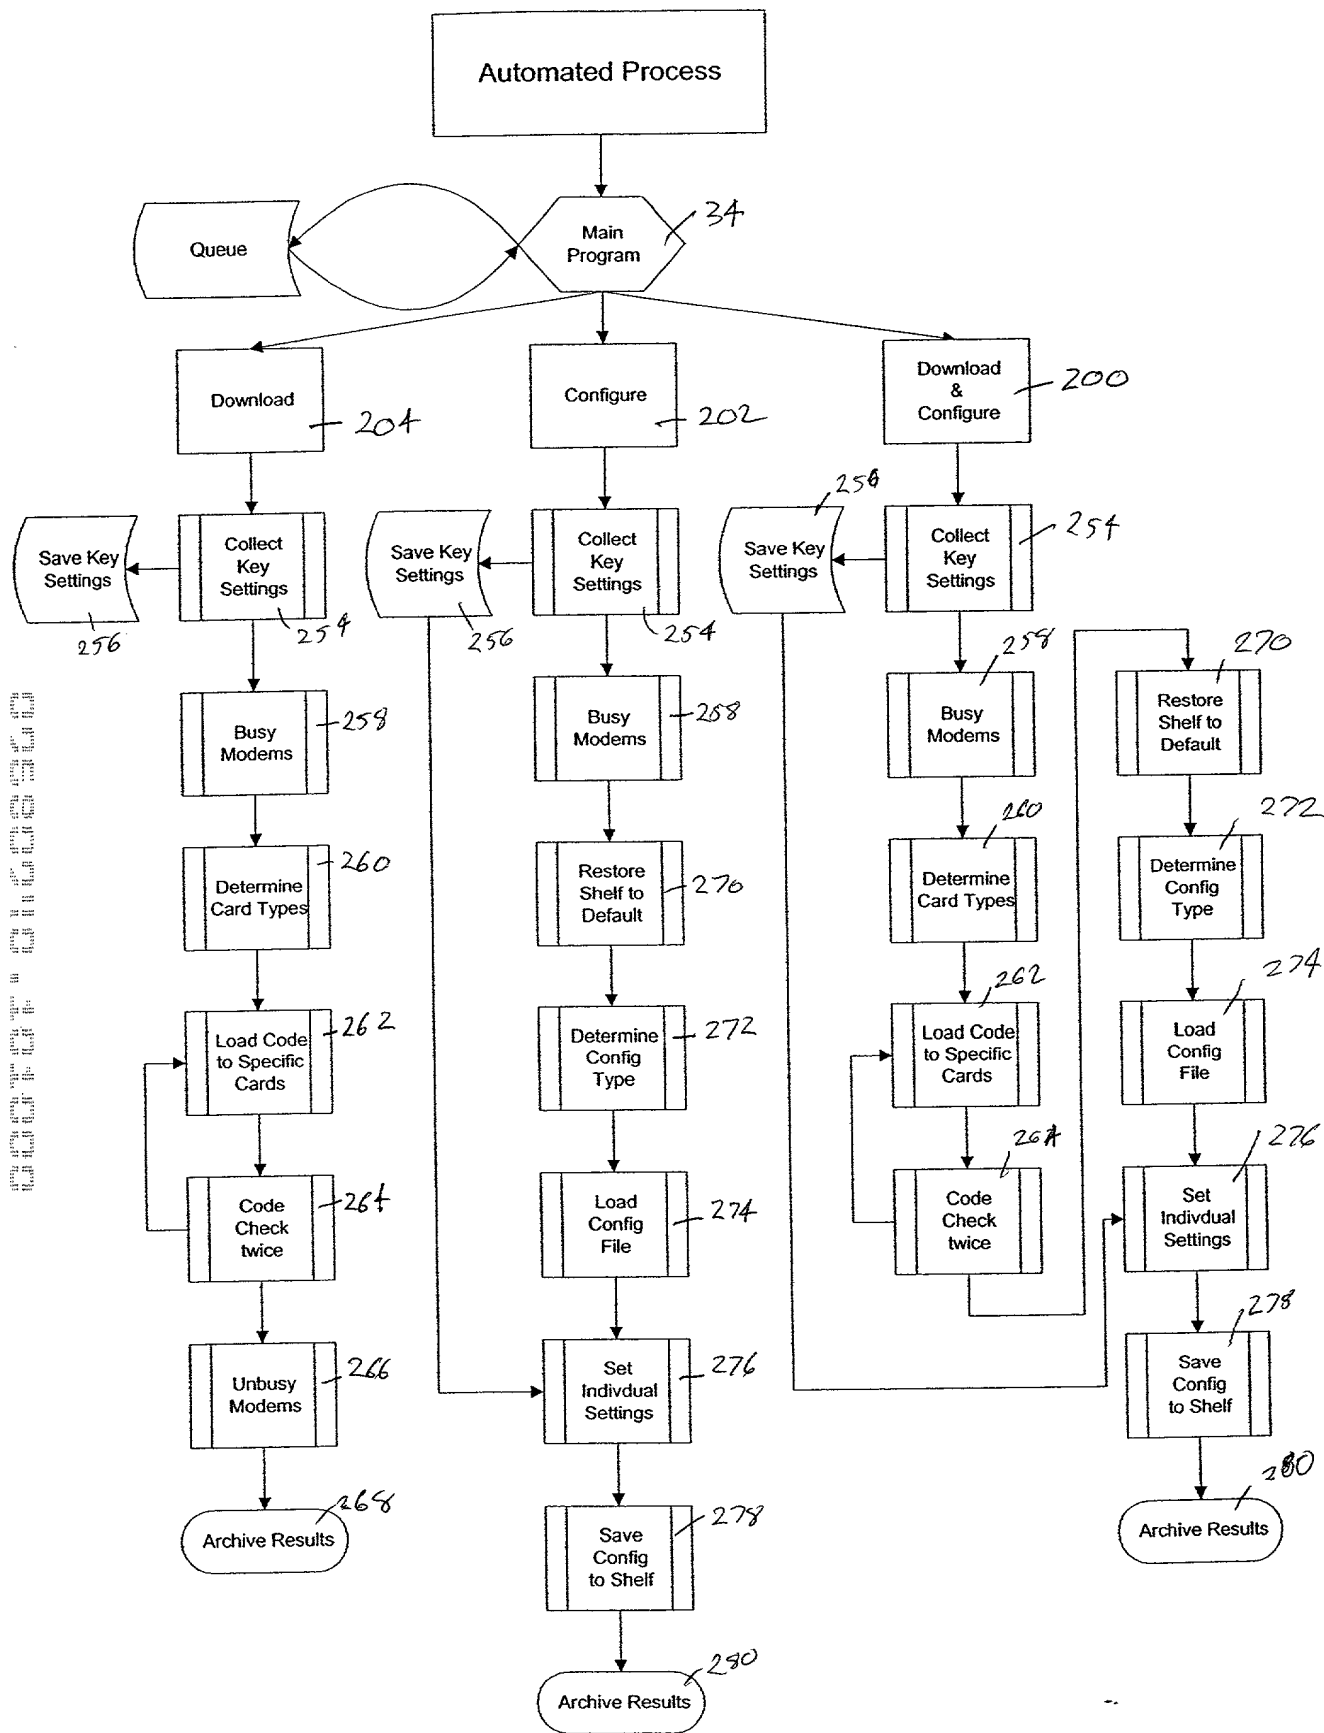 Automated Process
Queue
Main
Program
34
Download
204
Configure
202
Download
&
Configure
200
Save Key
Settings
256
Collect
Key
Settings
254
Save Key
Settings
256
Collect
Key
Settings
254
Save Key
Settings
256
Collect
Key
Settings
254
Busy
Modems
258
Busy
Modems
258
Busy
Modems
258
Restore
Shelf to
Default
270
Determine
Card Types
260
Restore
Shelf to
Default
270
Determine
Card Types
260
Determine
Config
Type
272
Load Code
to Specific
Cards
262
Determine
Config
Type
272
Load Code
to Specific
Cards
262
Load
Config
File
274
Code
Check
twice
264
Load
Config
File
274
Code
Check
twice
264
Set
Indivdual
Settings
276
Unbusy
Modems
266
Set
Indivdual
Settings
276
Save
Config
to Shelf
278
Archive Results
268
Save
Config
to Shelf
278
Archive Results
280
Archive Results
280